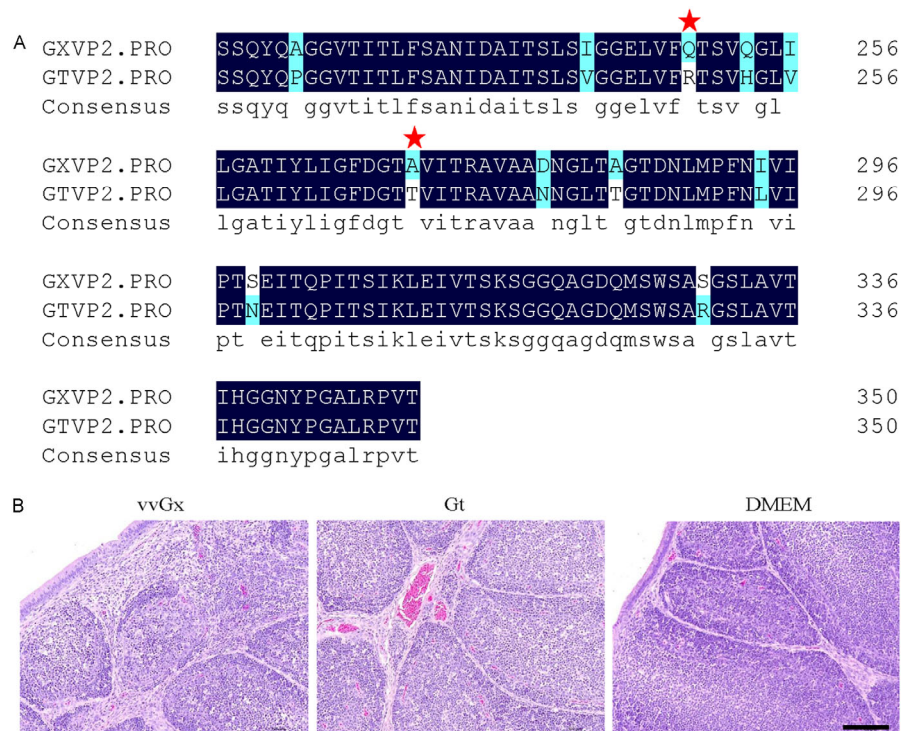 A
GXVP2.PRO SSQYQAGGVTITLFSANIDAITSLSIGGELVFQTSVQGLI 256
GTVP2.PRO SSQYQPGGVTITLFSANIDAITSLSVGGELVFRTSVHGLV 256
Consensus ssqyq ggvtitlfsanidaitsls ggelvf tsv gl
GXVP2.PRO LGATIYLIGFDGTAVITRAVAADNGLTAGTDNLMPFNIVI 296
GTVP2.PRO LGATIYLIGFDGTTVITRAVAANNGLTTGTDNLMPFNLVI 296
Consensus lgatiyligfdgt vitravaa nglt gtdnlmpfn vi
GXVP2.PRO PTSEITQPITSIKLEIVTSKSGGQAGDQMSWSASGSLAVT 336
GTVP2.PRO PTNEITQPITSIKLEIVTSKSGGQAGDQMSWSARGSLAVT 336
Consensus pt eitqpitsikleivtsksggqagdqmswsa gslavt
GXVP2.PRO IHGGNYPGALRPVT 350
GTVP2.PRO IHGGNYPGALRPVT 350
Consensus ihggnypgalrpvt
B
vvGx Gt DMEM